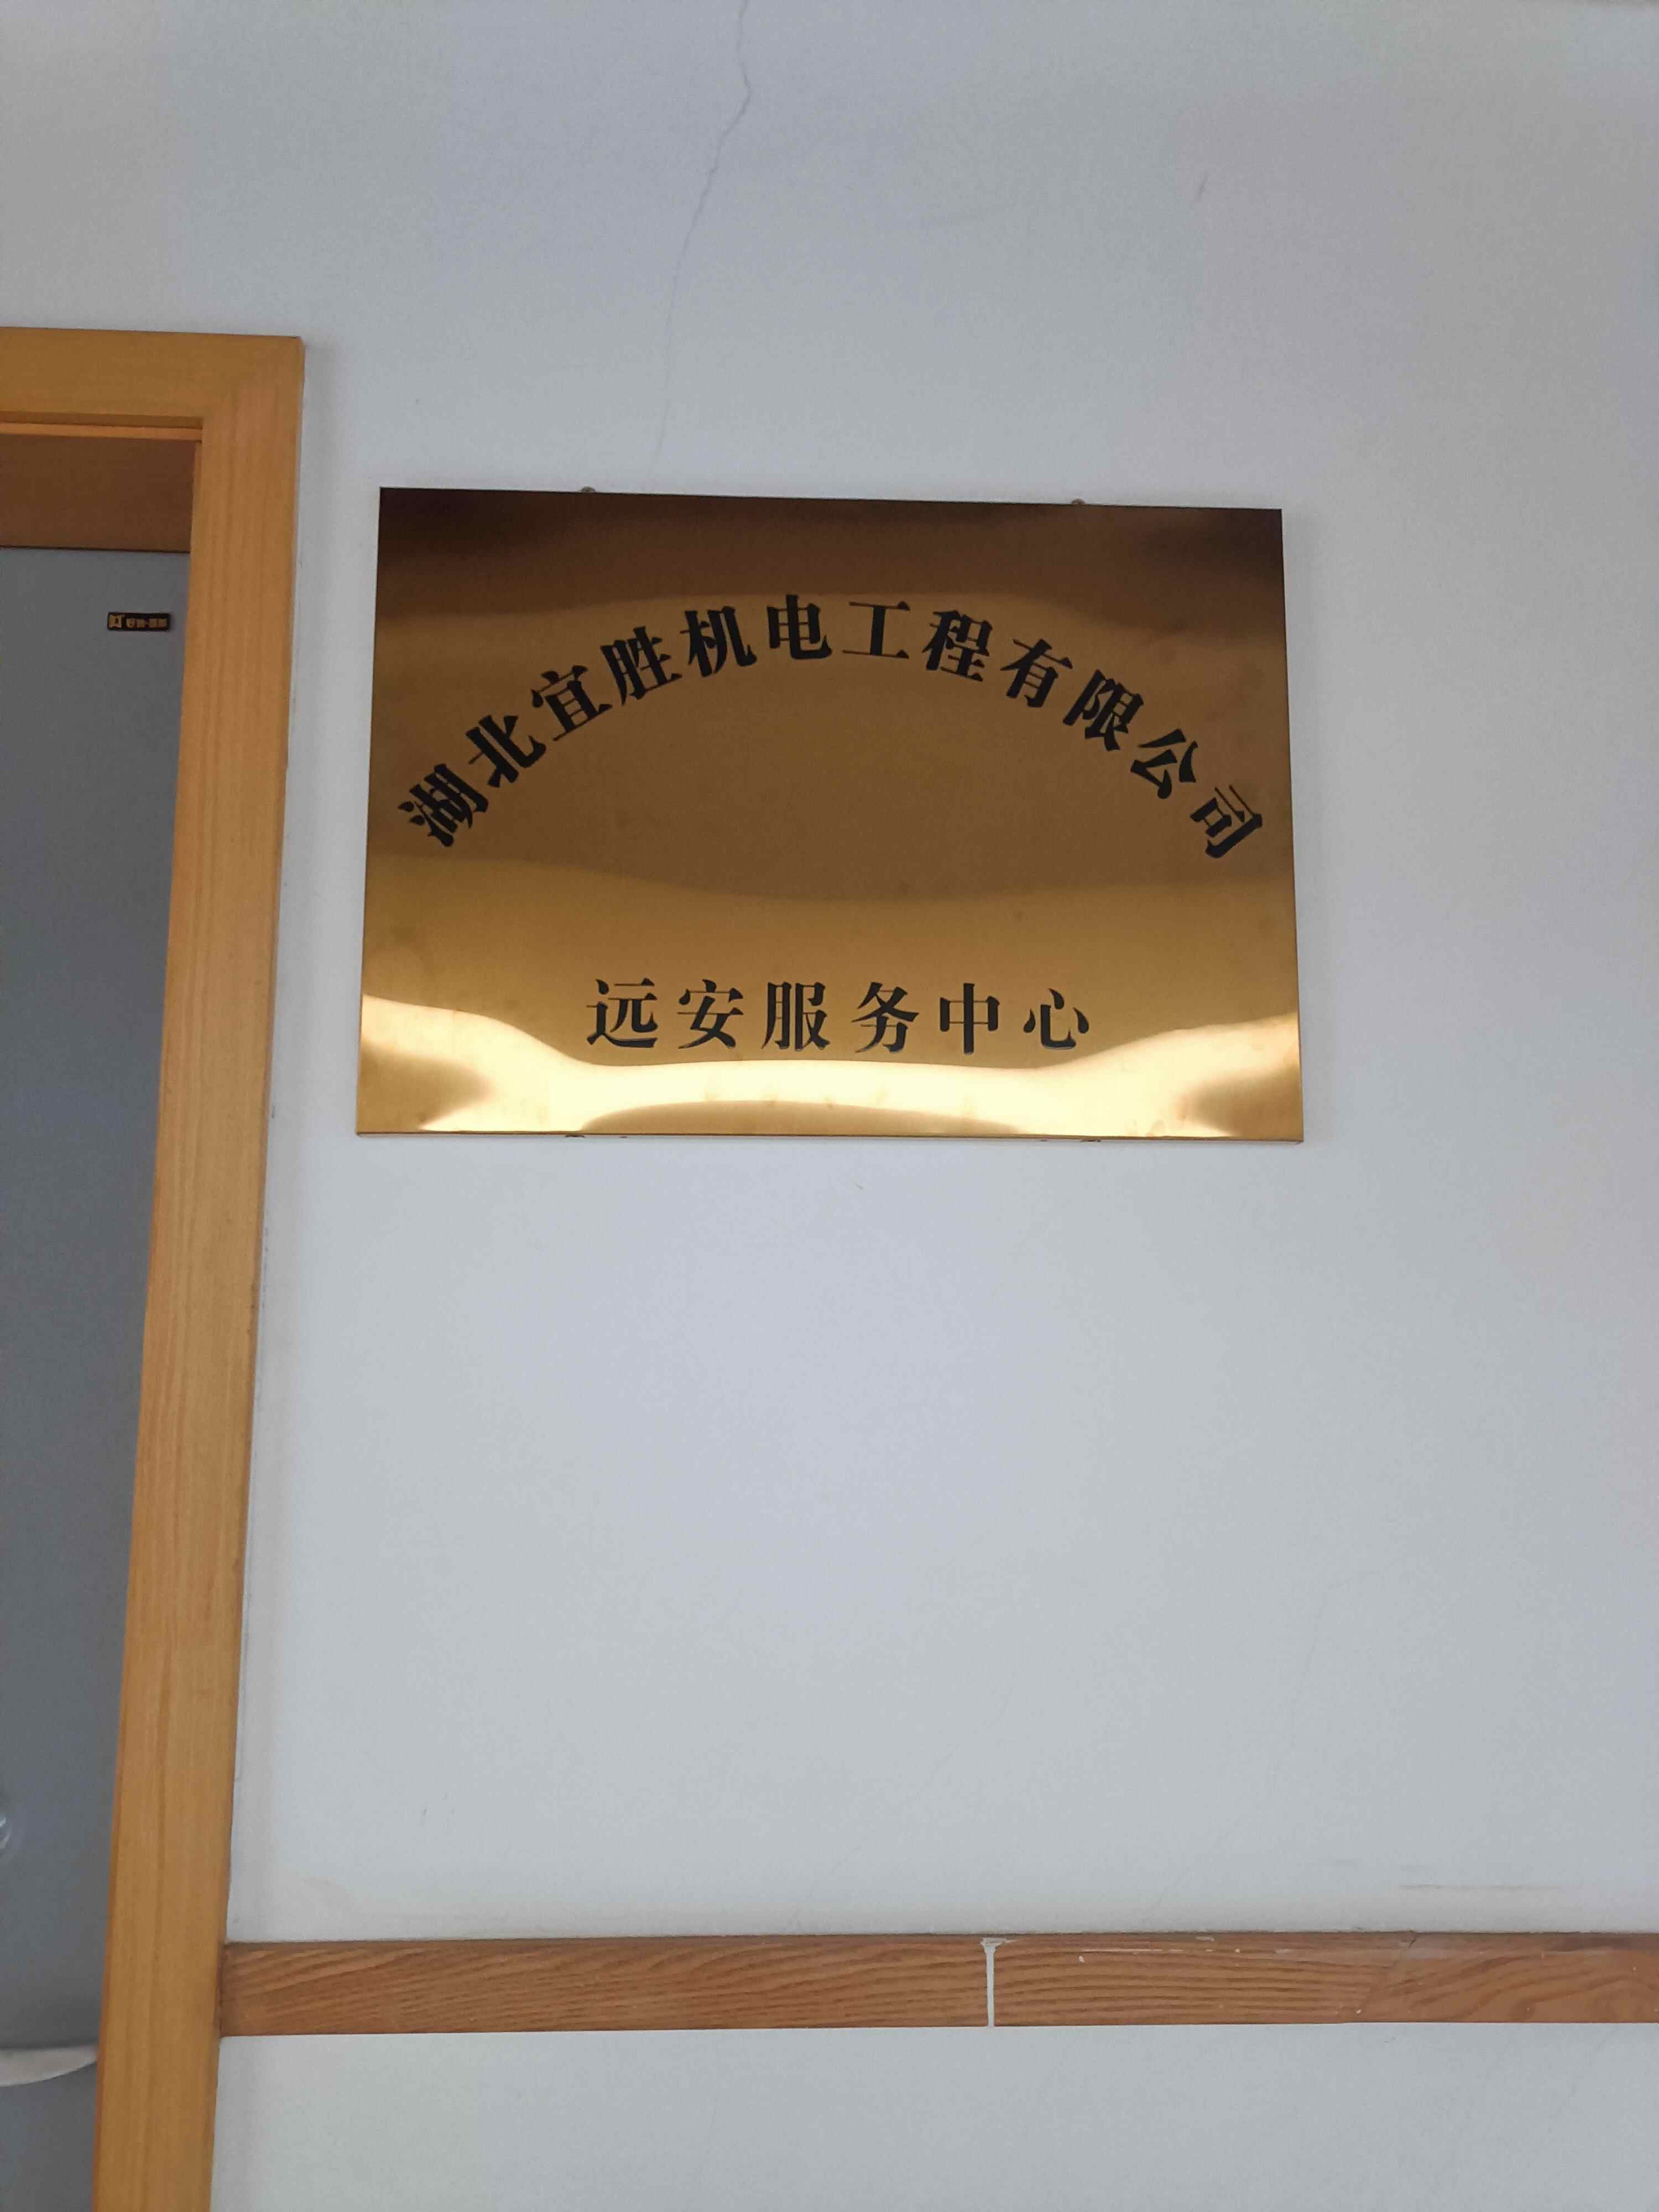 湖北宜胜机电工程有限公司
远安服务中心